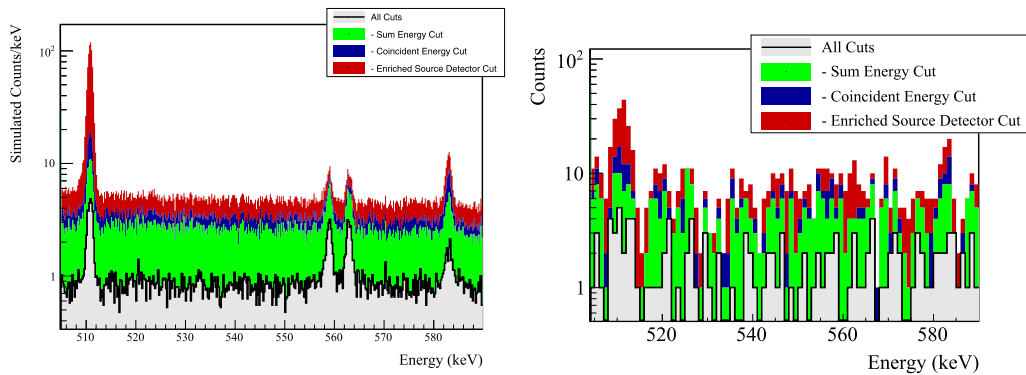 All Cuts
- Sum Energy Cut
- Coincident Energy Cut
- Enriched Source Detector Cut
Simulated Counts/keV
10²
10
1
510 520 530 540 550 560 570 580
Energy (keV)
All Cuts
- Sum Energy Cut
- Coincident Energy Cut
- Enriched Source Detector Cut
Counts
10²
10
1
520 540 560 580
Energy (keV)